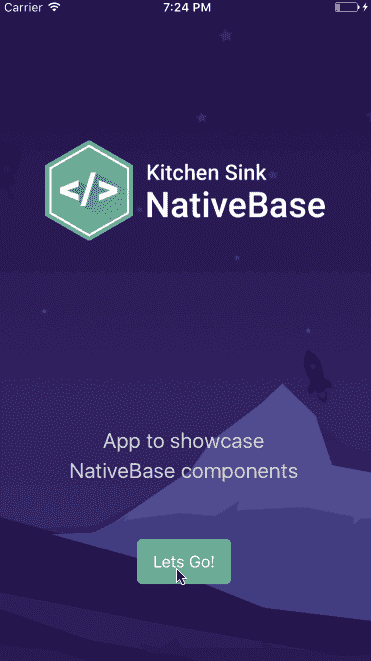 Carrier 7:24 PM
</>
Kitchen Sink
NativeBase
App to showcase
NativeBase components
Lets Go!